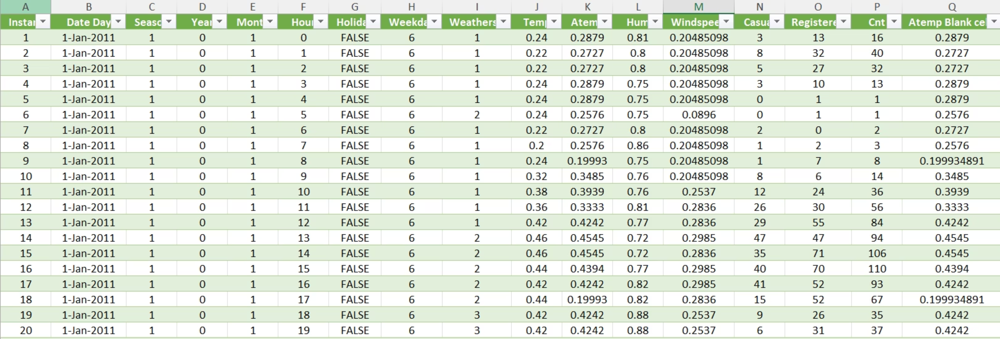 A B C D E F G H I J K L M N O P Q
Instar Date Day Seasc Year Mont Hour Holida Weekda Weathers Temp Atem Hum Windspee Casua Registere Cnt Atemp Blank cel
1 1-Jan-2011 1 0 1 0 FALSE 6 1 0.24 0.2879 0.81 0.20485098 3 13 16 0.2879
2 1-Jan-2011 1 0 1 1 FALSE 6 1 0.22 0.2727 0.8 0.20485098 8 32 40 0.2727
3 1-Jan-2011 1 0 1 2 FALSE 6 1 0.22 0.2727 0.8 0.20485098 5 27 32 0.2727
4 1-Jan-2011 1 0 1 3 FALSE 6 1 0.24 0.2879 0.75 0.20485098 3 10 13 0.2879
5 1-Jan-2011 1 0 1 4 FALSE 6 1 0.24 0.2879 0.75 0.20485098 0 1 1 0.2879
6 1-Jan-2011 1 0 1 5 FALSE 6 2 0.24 0.2576 0.75 0.0896 0 1 1 0.2576
7 1-Jan-2011 1 0 1 6 FALSE 6 1 0.22 0.2727 0.8 0.20485098 2 0 2 0.2727
8 1-Jan-2011 1 0 1 7 FALSE 6 1 0.2 0.2576 0.86 0.20485098 1 2 3 0.2576
9 1-Jan-2011 1 0 1 8 FALSE 6 1 0.24 0.19993 0.75 0.20485098 1 7 8 0.199934891
10 1-Jan-2011 1 0 1 9 FALSE 6 1 0.32 0.3485 0.76 0.20485098 8 6 14 0.3485
11 1-Jan-2011 1 0 1 10 FALSE 6 1 0.38 0.3939 0.76 0.2537 12 24 36 0.3939
12 1-Jan-2011 1 0 1 11 FALSE 6 1 0.36 0.3333 0.81 0.2836 26 30 56 0.3333
13 1-Jan-2011 1 0 1 12 FALSE 6 1 0.42 0.4242 0.77 0.2836 29 55 84 0.4242
14 1-Jan-2011 1 0 1 13 FALSE 6 2 0.46 0.4545 0.72 0.2985 47 47 94 0.4545
15 1-Jan-2011 1 0 1 14 FALSE 6 2 0.46 0.4545 0.72 0.2836 35 71 106 0.4545
16 1-Jan-2011 1 0 1 15 FALSE 6 2 0.44 0.4394 0.77 0.2985 40 70 110 0.4394
17 1-Jan-2011 1 0 1 16 FALSE 6 2 0.42 0.4242 0.82 0.2985 41 52 93 0.4242
18 1-Jan-2011 1 0 1 17 FALSE 6 2 0.44 0.19993 0.82 0.2836 15 52 67 0.199934891
19 1-Jan-2011 1 0 1 18 FALSE 6 3 0.42 0.4242 0.88 0.2537 9 26 35 0.4242
20 1-Jan-2011 1 0 1 19 FALSE 6 3 0.42 0.4242 0.88 0.2537 6 31 37 0.4242